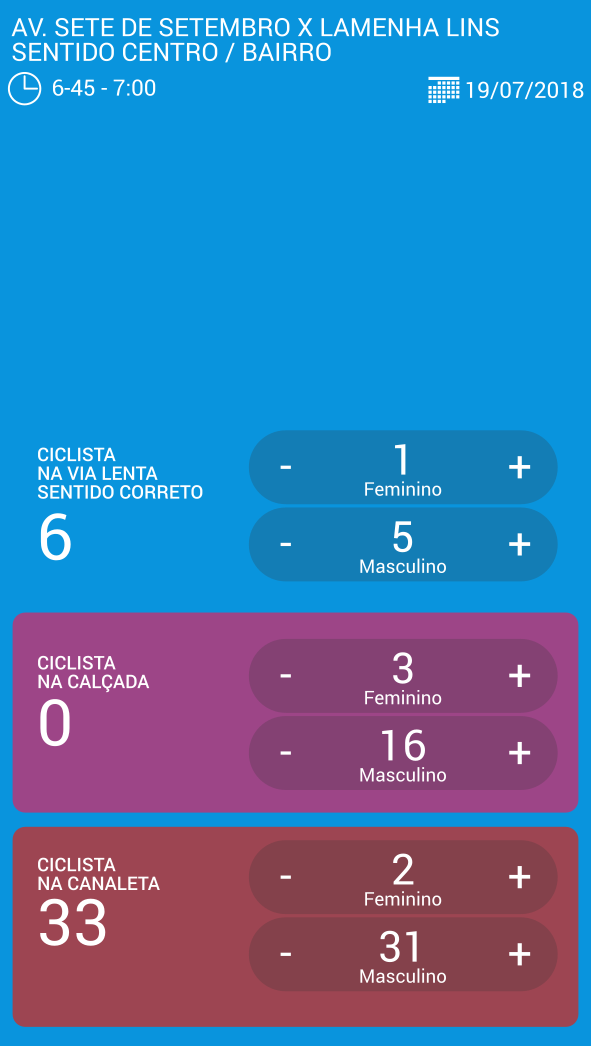 AV. SETE DE SETEMBRO X LAMENHA LINS
SENTIDO CENTRO / BAIRRO
6-45 - 7:00
19/07/2018
CICLISTA
NA VIA LENTA
SENTIDO CORRETO
6
- 1 +
Feminino
- 5 +
Masculino
CICLISTA
NA CALÇADA
0
- 3 +
Feminino
- 16 +
Masculino
CICLISTA
NA CANALETA
33
- 2 +
Feminino
- 31 +
Masculino